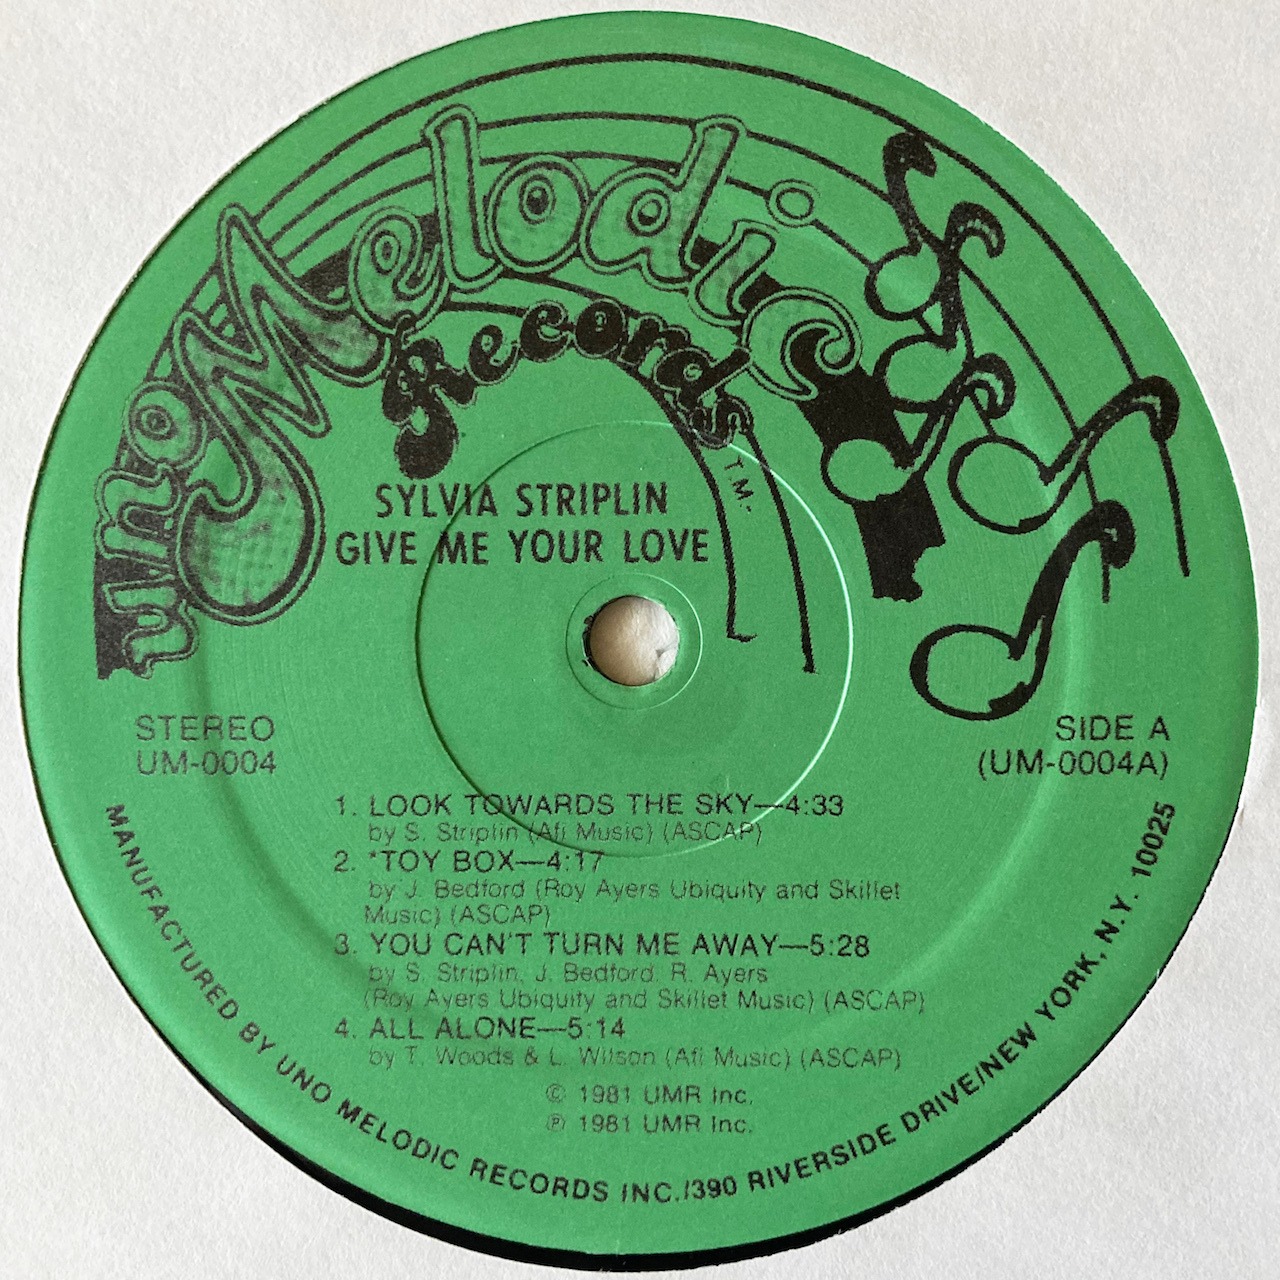 uno Melodic
Records
T.M.
SYLVIA STRIPLIN
GIVE ME YOUR LOVE
STEREO
UM-0004
SIDE A
(UM-0004A)
1. LOOK TOWARDS THE SKY—4:33
by S. Striplin (Afi Music) (ASCAP)
2. *TOY BOX—4:17
by J. Bedford (Roy Ayers Ubiquity and Skillet
Music) (ASCAP)
3. YOU CAN'T TURN ME AWAY—5:28
by S. Striplin, J. Bedford, R. Ayers
(Roy Ayers Ubiquity and Skillet Music) (ASCAP)
4. ALL ALONE—5:14
by T. Woods & L. Wilson (Afi Music) (ASCAP)
© 1981 UMR Inc.
℗ 1981 UMR Inc.
MANUFACTURED BY UNO MELODIC RECORDS INC./390 RIVERSIDE DRIVE/NEW YORK, N.Y. 10025